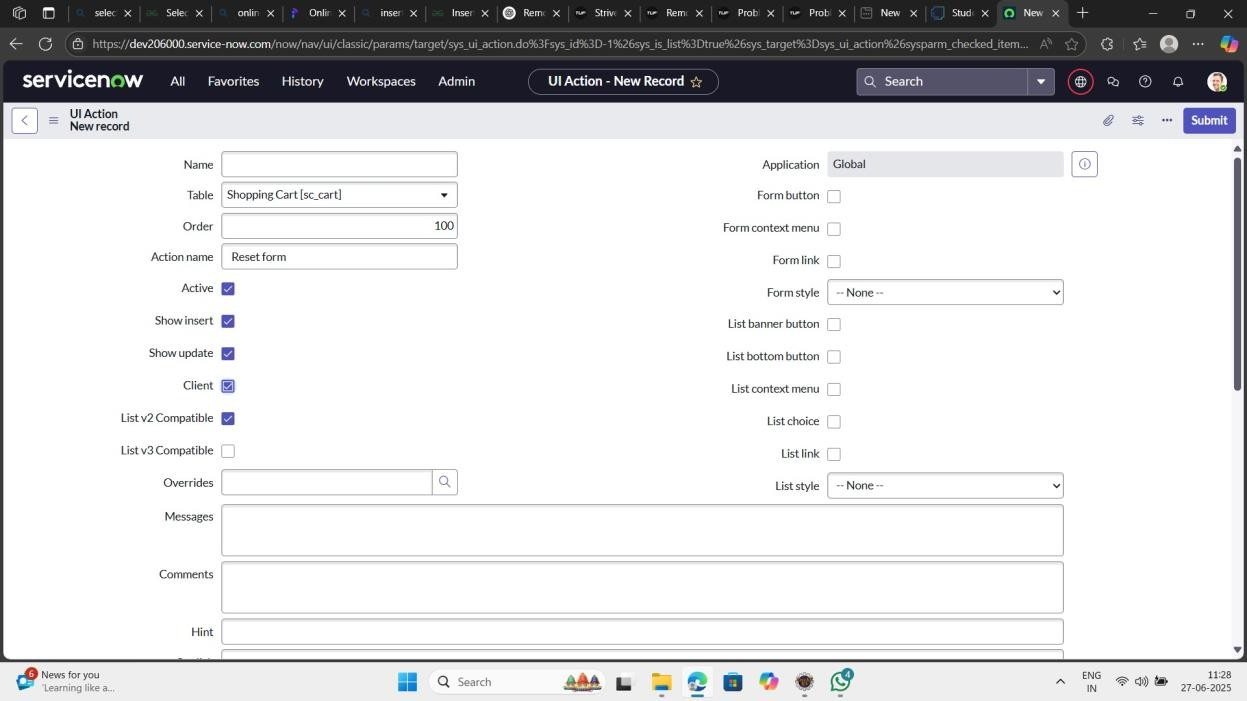 selec
Selec
onlin
Onlin
inser
Inser
Rem
Strive
Rem
Probl
Probl
New
Stud
New
https://dev206000.service-now.com/now/nav/ui/classic/params/target/sys_ui_action.do%3Fsys_id%3D-1%26sys_is_list%3Dtrue%26sys_target%3Dsys_ui_action%26sysparm_checked_item...
servicenow
All
Favorites
History
Workspaces
Admin
UI Action - New Record
Search
UI Action
New record
Submit
Name
Application
Global
Table
Shopping Cart [sc_cart]
Form button
Order
100
Form context menu
Action name
Reset form
Form link
Active
Form style
-- None --
Show insert
List banner button
Show update
List bottom button
Client
List context menu
List v2 Compatible
List choice
List v3 Compatible
List link
Overrides
List style
-- None --
Messages
Comments
Hint
6
News for you
'Learning like a...
Search
4
ENG
IN
11:28
27-06-2025